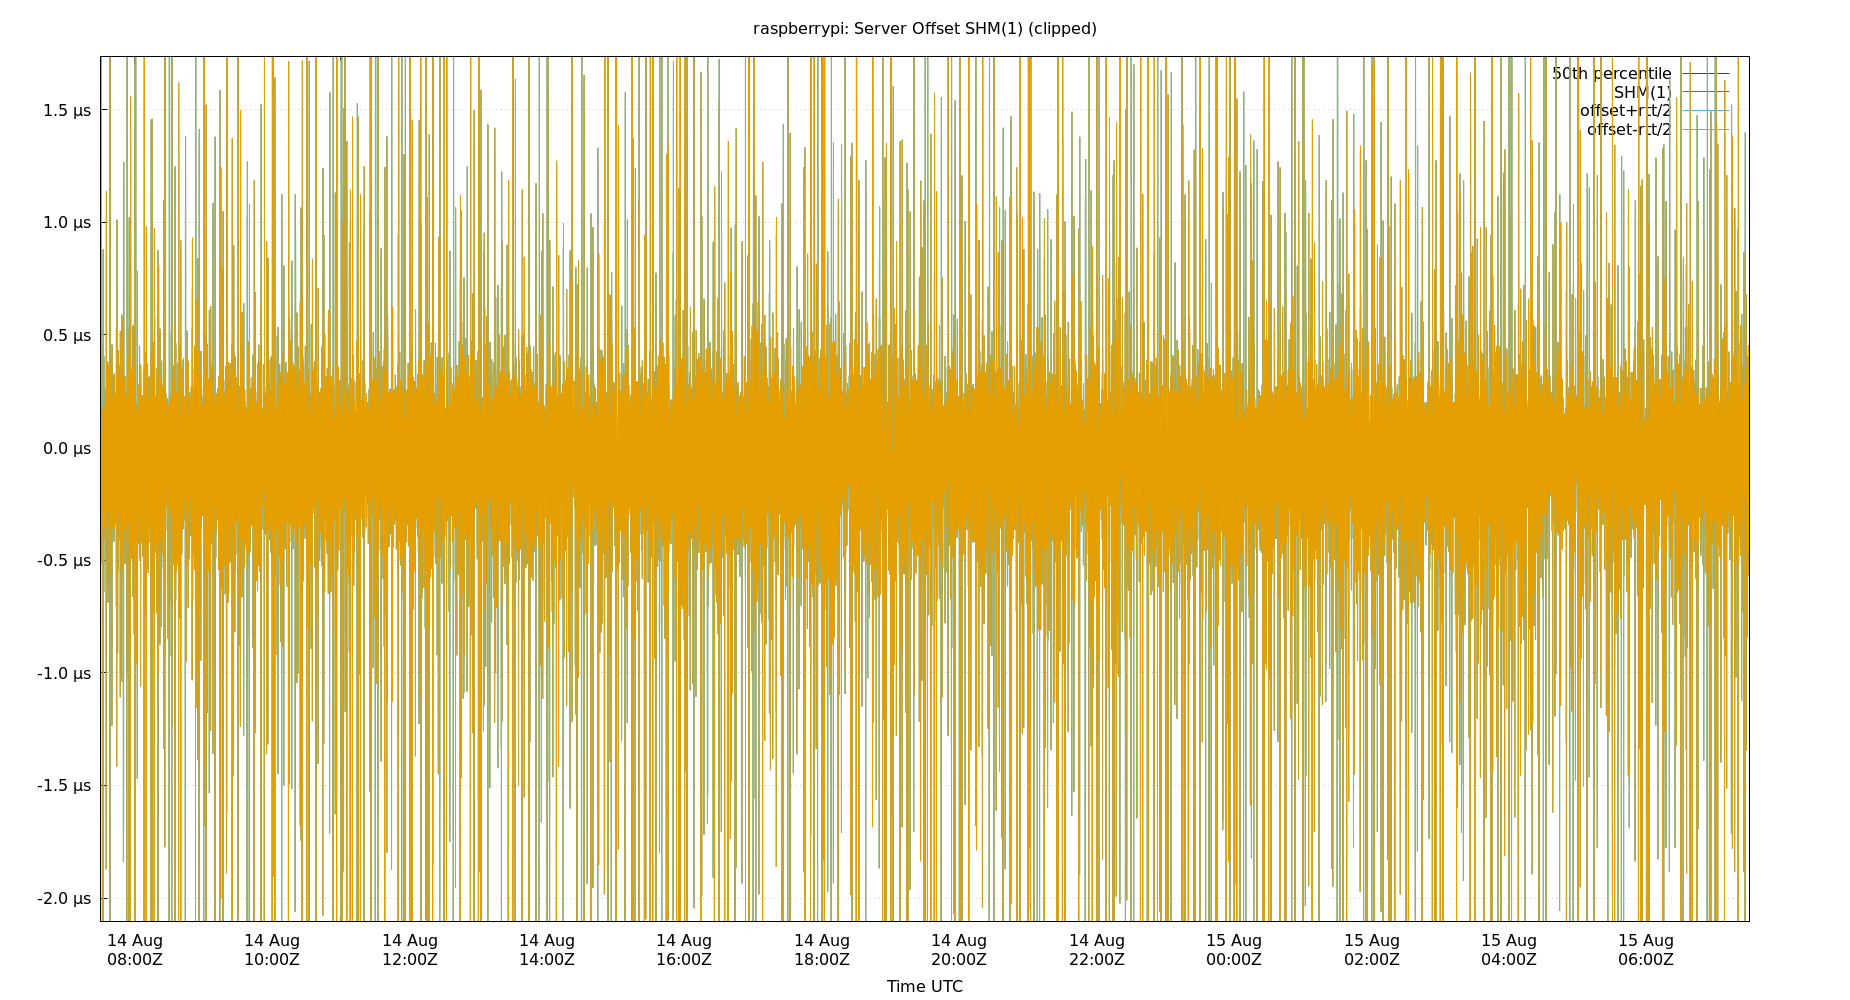 raspberrypi: Server Offset SHM(1) (clipped)
50th percentile
SHM(1)
offset+rtt/2
offset-rtt/2
1.5 µs
1.0 µs
0.5 µs
0.0 µs
-0.5 µs
-1.0 µs
-1.5 µs
-2.0 µs
14 Aug 14 Aug 14 Aug 14 Aug 14 Aug 14 Aug 14 Aug 14 Aug 15 Aug 15 Aug 15 Aug 15 Aug
08:00Z 10:00Z 12:00Z 14:00Z 16:00Z 18:00Z 20:00Z 22:00Z 00:00Z 02:00Z 04:00Z 06:00Z
Time UTC